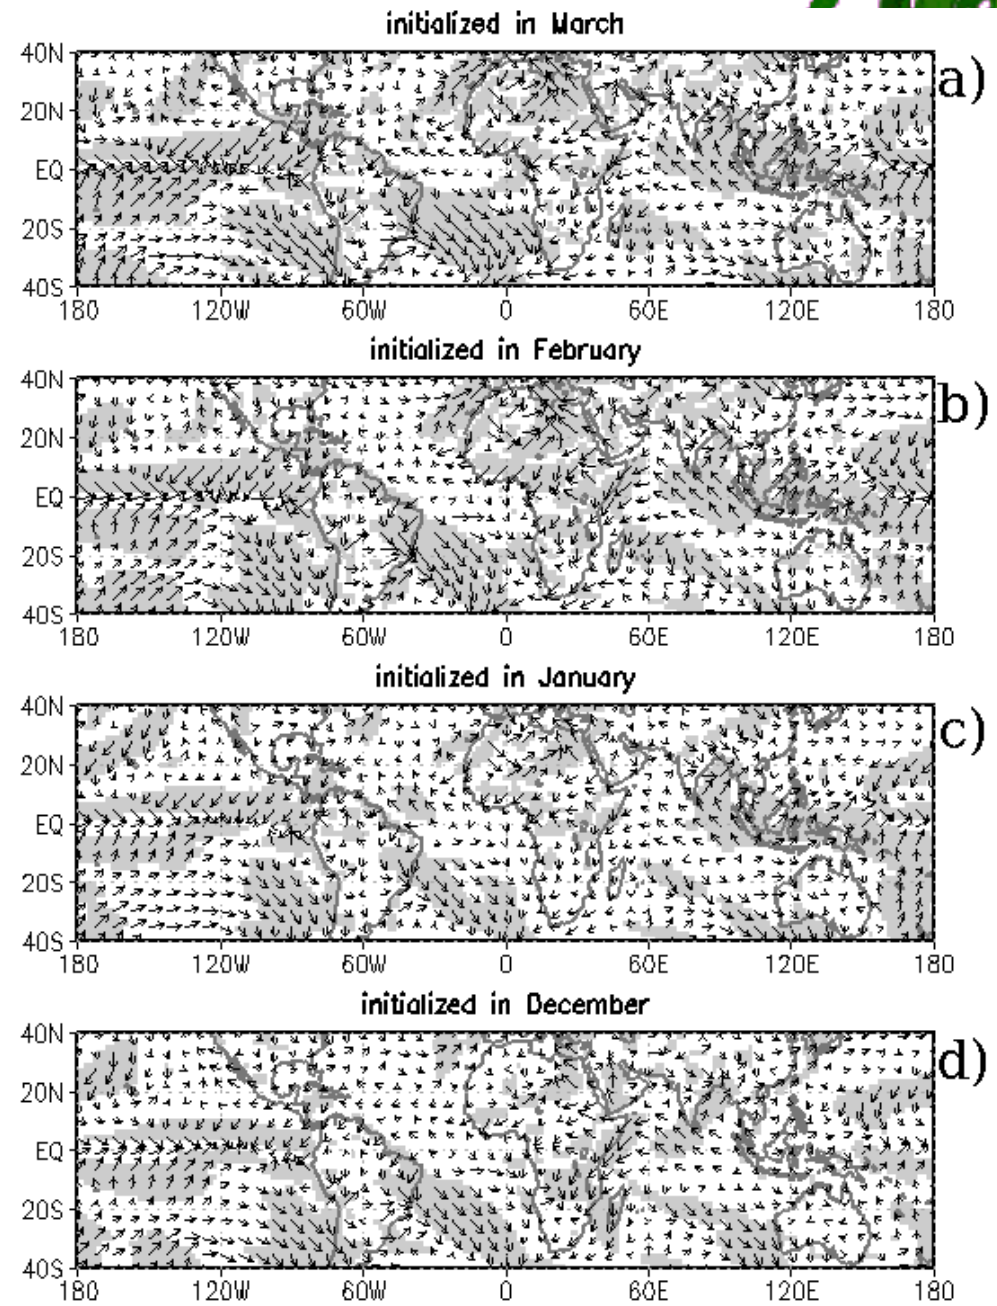 initialized in March
a)
40N
20N
EQ
20S
40S
180 120W 60W 0 60E 120E 180
initialized in February
b)
40N
20N
EQ
20S
40S
180 120W 60W 0 60E 120E 180
initialized in January
c)
40N
20N
EQ
20S
40S
180 120W 60W 0 60E 120E 180
initialized in December
d)
40N
20N
EQ
20S
40S
180 120W 60W 0 60E 120E 180